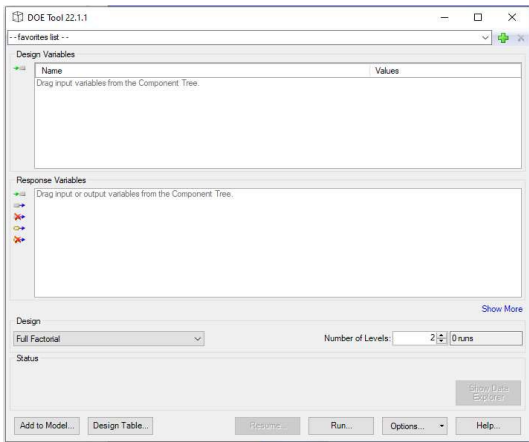 DOE Tool 22.1.1
--favorites list--
Design Variables
Name Values
Drag input variables from the Component Tree.
Response Variables
Drag input or output variables from the Component Tree.
Show More
Design
Full Factorial Number of Levels: 2 0 runs
Status
Show Data
Explorer
Add to Model... Design Table... Resume... Run... Options... Help...